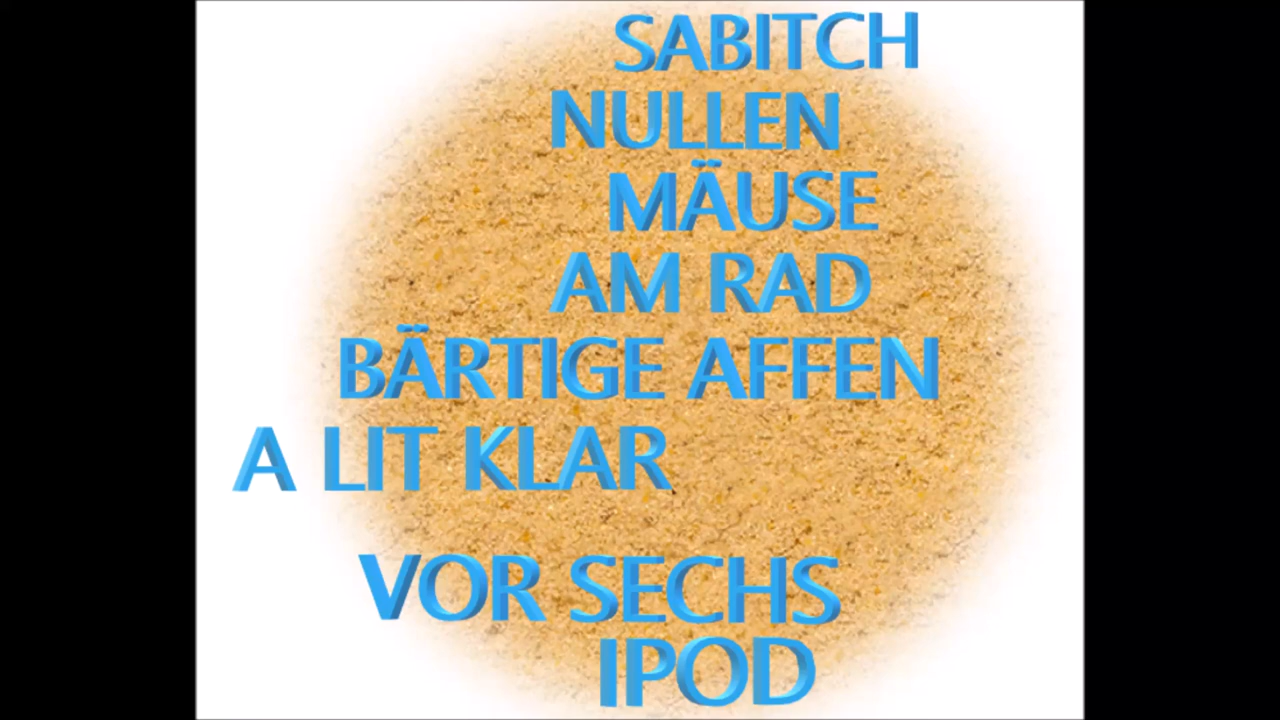 SABITCH
NULLEN
MÄUSE
AM RAD
BÄRTIGE AFFEN
A LIT KLAR
VOR SECHS
IPOD